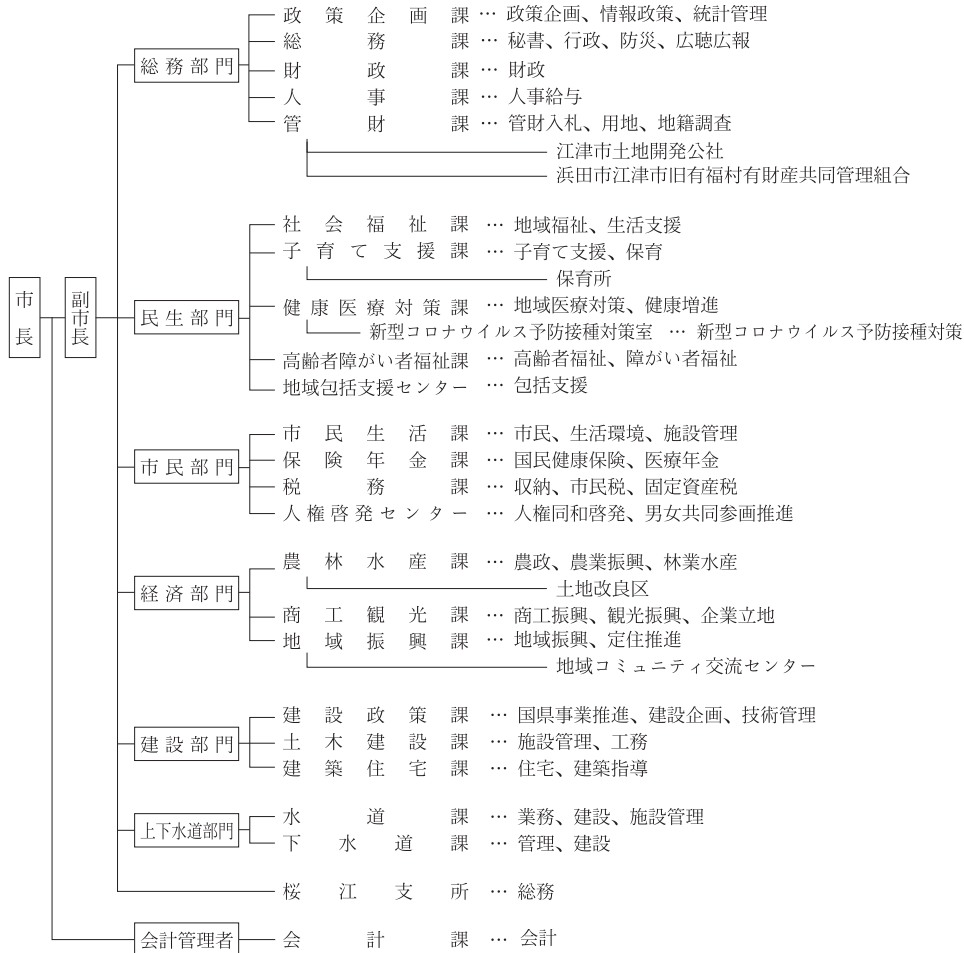 市長
副市長
総務部門
政策企画課 … 政策企画、情報政策、統計管理
総務課 … 秘書、行政、防災、広聴広報
財政課 … 財政
人事課 … 人事給与
管財課 … 管財入札、用地、地籍調査
江津市土地開発公社
浜田市江津市旧有福村有財産共同管理組合
民生部門
社会福祉課 … 地域福祉、生活支援
子育て支援課 … 子育て支援、保育
保育所
健康医療対策課 … 地域医療対策、健康増進
新型コロナウイルス予防接種対策室 … 新型コロナウイルス予防接種対策
高齢者障がい者福祉課 … 高齢者福祉、障がい者福祉
地域包括支援センター … 包括支援
市民部門
市民生活課 … 市民、生活環境、施設管理
保険年金課 … 国民健康保険、医療年金
税務課 … 収納、市民税、固定資産税
人権啓発センター … 人権同和啓発、男女共同参画推進
経済部門
農林水産課 … 農政、農業振興、林業水産
土地改良区
商工観光課 … 商工振興、観光振興、企業立地
地域振興課 … 地域振興、定住推進
地域コミュニティ交流センター
建設部門
建設政策課 … 国県事業推進、建設企画、技術管理
土木建設課 … 施設管理、工務
建築住宅課 … 住宅、建築指導
上下水道部門
水道課 … 業務、建設、施設管理
下水道課 … 管理、建設
桜江支所 … 総務
会計管理者
会計課 … 会計